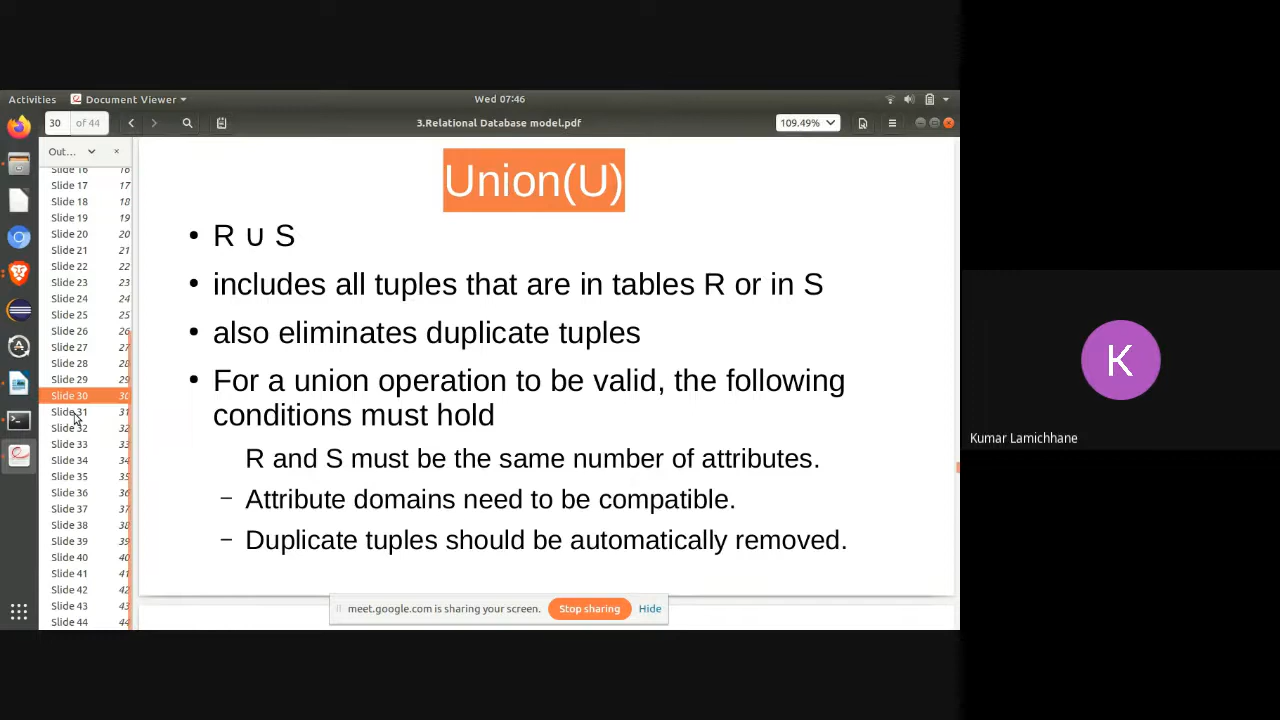 Activities Document Viewer Wed 07:46
30 of 44 3.Relational Database model.pdf 109.49%
Out... ×
Slide 16 16
Slide 17 17
Slide 18 18
Slide 19 19
Slide 20 20
Slide 21 21
Slide 22 22
Slide 23 23
Slide 24 24
Slide 25 25
Slide 26 26
Slide 27 27
Slide 28 28
Slide 29 29
Slide 30 30
Slide 31 31
Slide 32 32
Slide 33 33
Slide 34 34
Slide 35 35
Slide 36 36
Slide 37 37
Slide 38 38
Slide 39 39
Slide 40 40
Slide 41 41
Slide 42 42
Slide 43 43
Slide 44 44
Union(U)
• R ∪ S
• includes all tuples that are in tables R or in S
• also eliminates duplicate tuples
• For a union operation to be valid, the following
conditions must hold
R and S must be the same number of attributes.
– Attribute domains need to be compatible.
– Duplicate tuples should be automatically removed.
meet.google.com is sharing your screen. Stop sharing Hide
K
Kumar Lamichhane